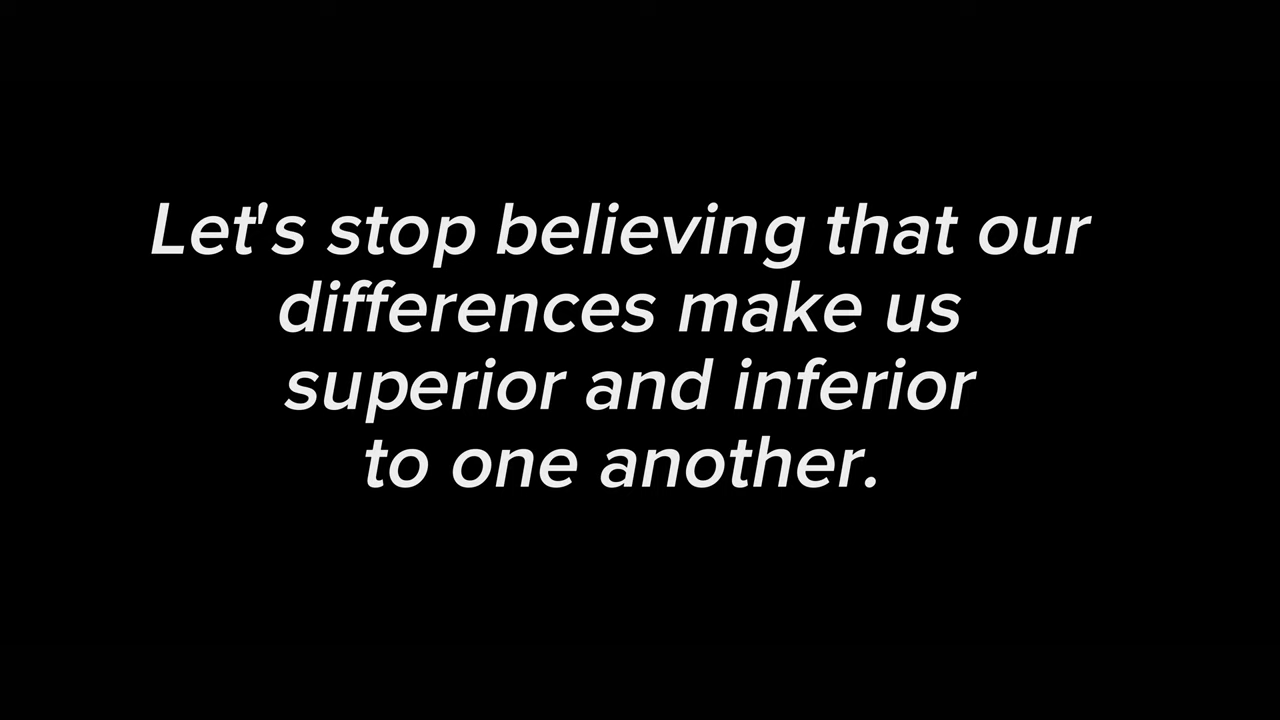 Let's stop believing that our
differences make us
superior and inferior
to one another.